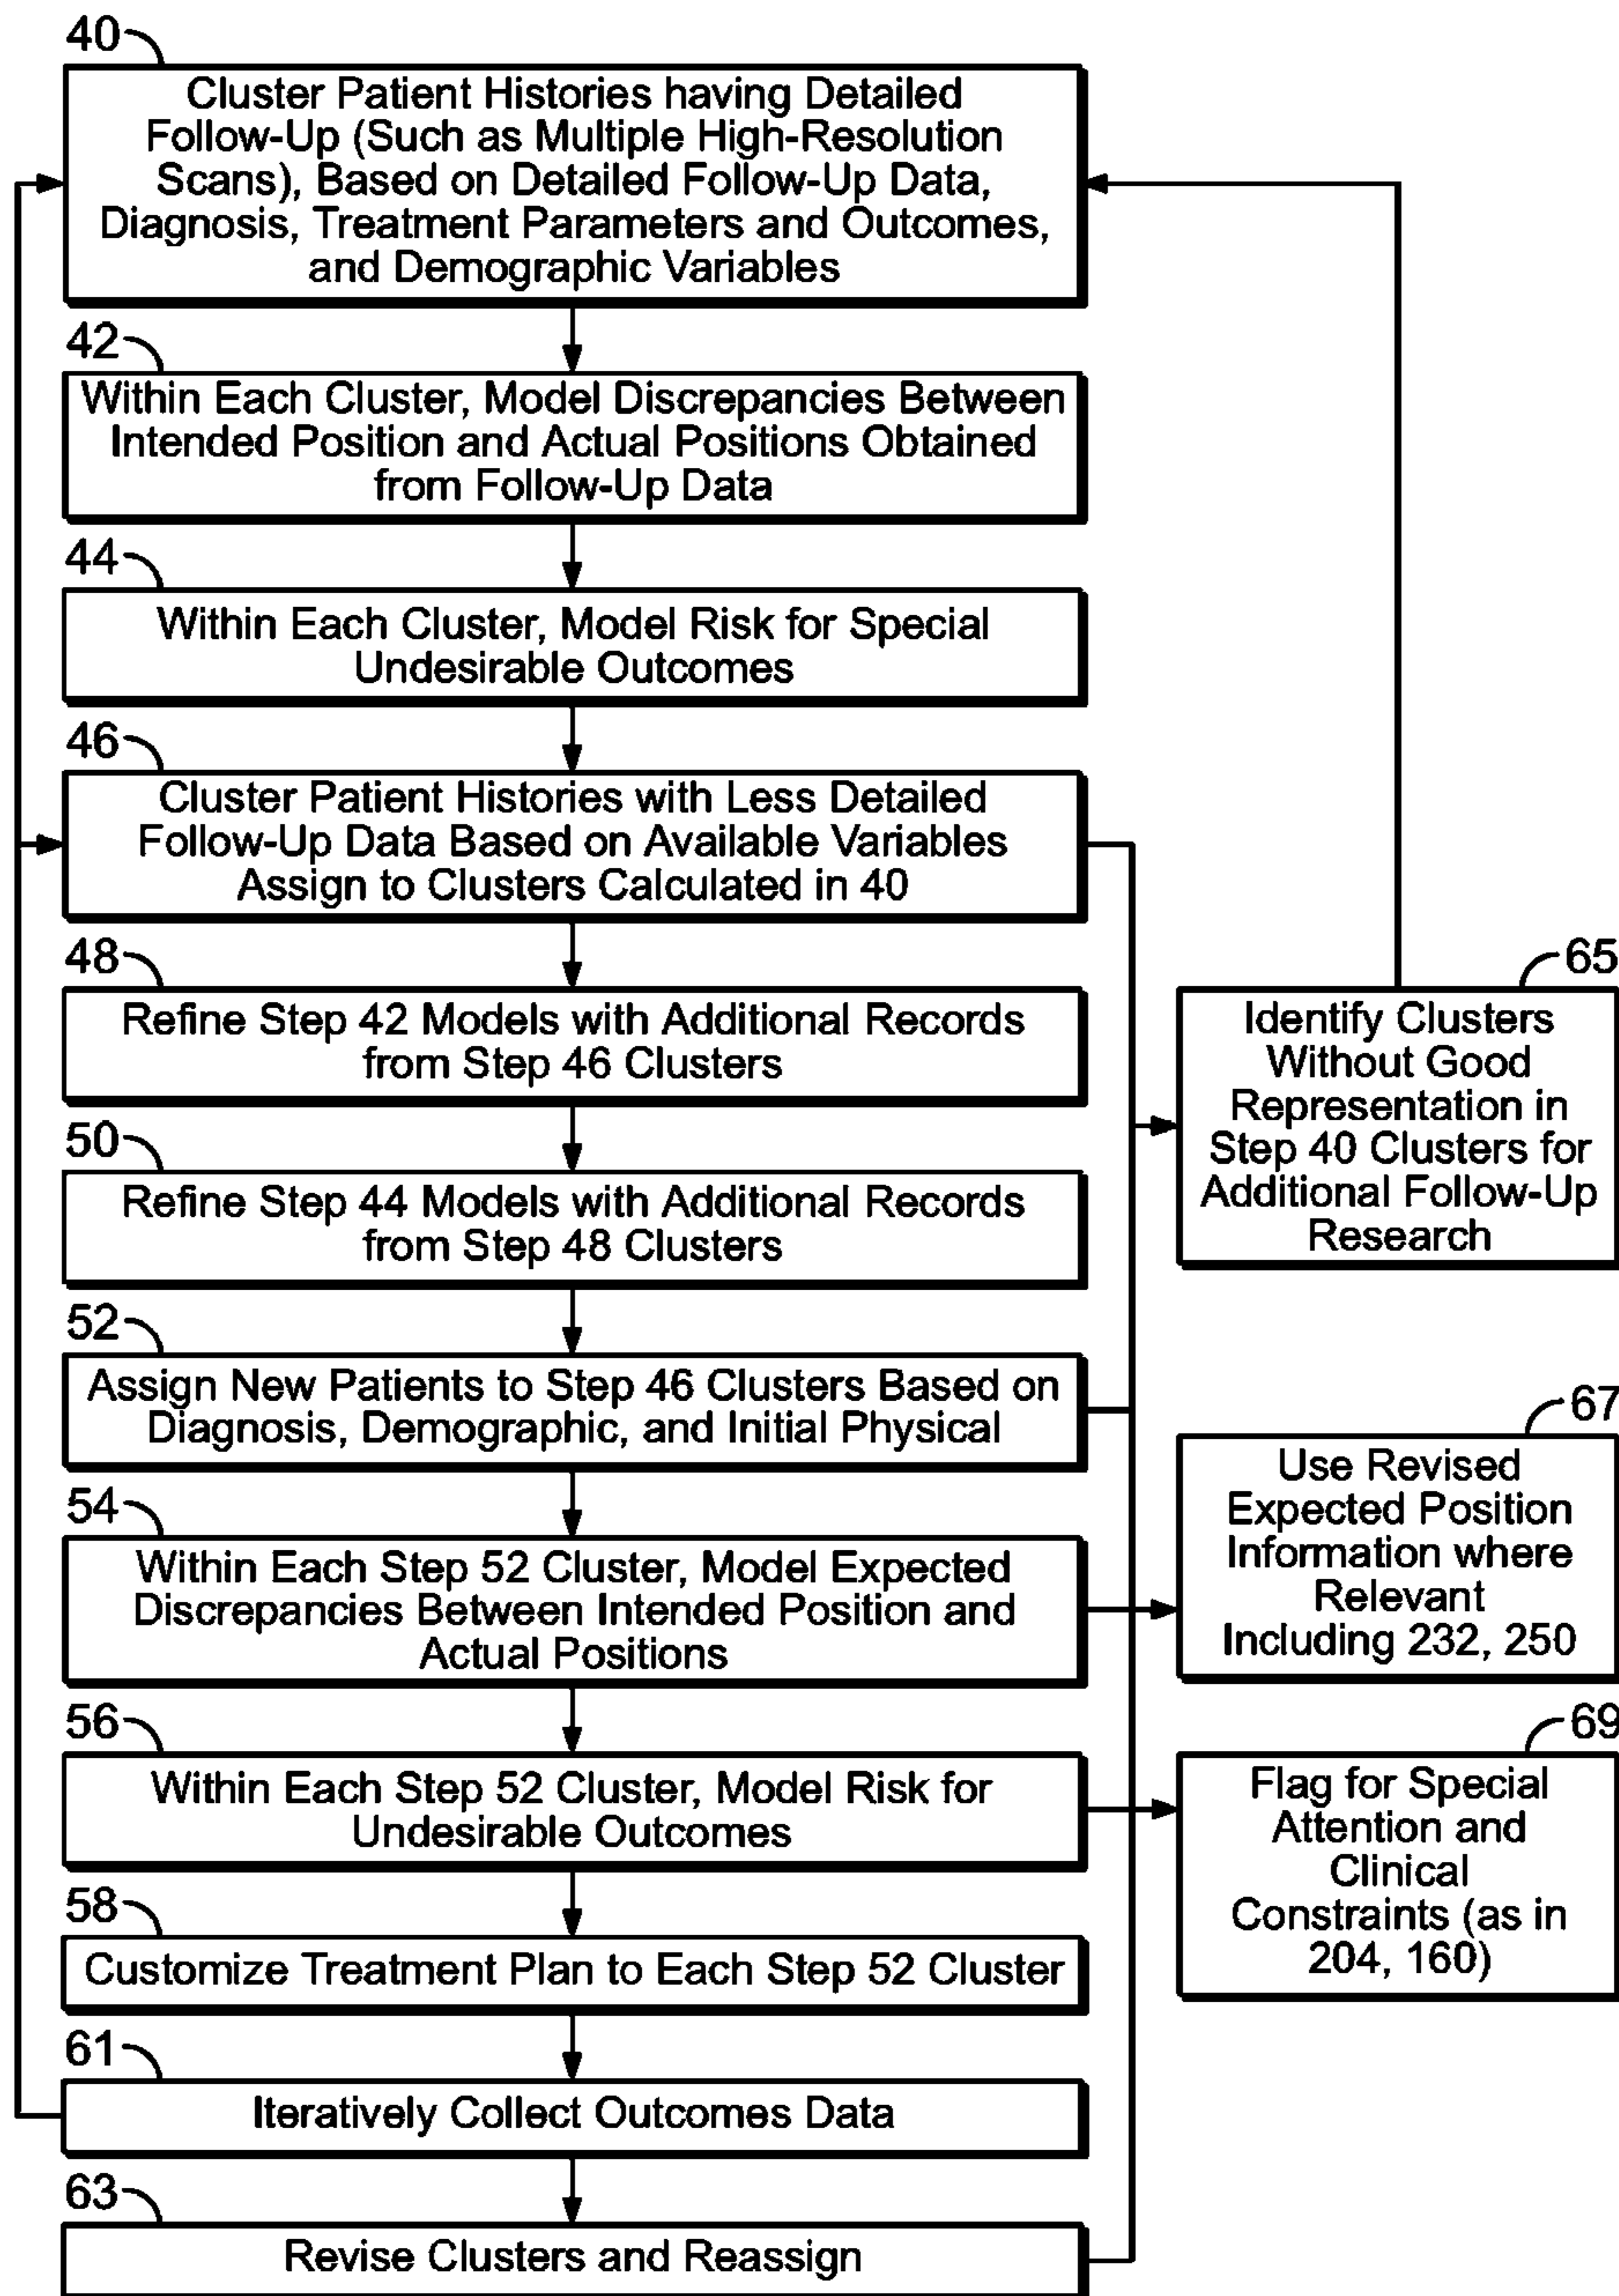 40
Cluster Patient Histories having Detailed
Follow-Up (Such as Multiple High-Resolution
Scans), Based on Detailed Follow-Up Data,
Diagnosis, Treatment Parameters and Outcomes,
and Demographic Variables
42
Within Each Cluster, Model Discrepancies Between
Intended Position and Actual Positions Obtained
from Follow-Up Data
44
Within Each Cluster, Model Risk for Special
Undesirable Outcomes
46
Cluster Patient Histories with Less Detailed
Follow-Up Data Based on Available Variables
Assign to Clusters Calculated in 40
48
Refine Step 42 Models with Additional Records
from Step 46 Clusters
50
Refine Step 44 Models with Additional Records
from Step 48 Clusters
52
Assign New Patients to Step 46 Clusters Based on
Diagnosis, Demographic, and Initial Physical
54
Within Each Step 52 Cluster, Model Expected
Discrepancies Between Intended Position and
Actual Positions
56
Within Each Step 52 Cluster, Model Risk for
Undesirable Outcomes
58
Customize Treatment Plan to Each Step 52 Cluster
61
Iteratively Collect Outcomes Data
63
Revise Clusters and Reassign
65
Identify Clusters
Without Good
Representation in
Step 40 Clusters for
Additional Follow-Up
Research
67
Use Revised
Expected Position
Information where
Relevant
Including 232, 250
69
Flag for Special
Attention and
Clinical
Constraints (as in
204, 160)